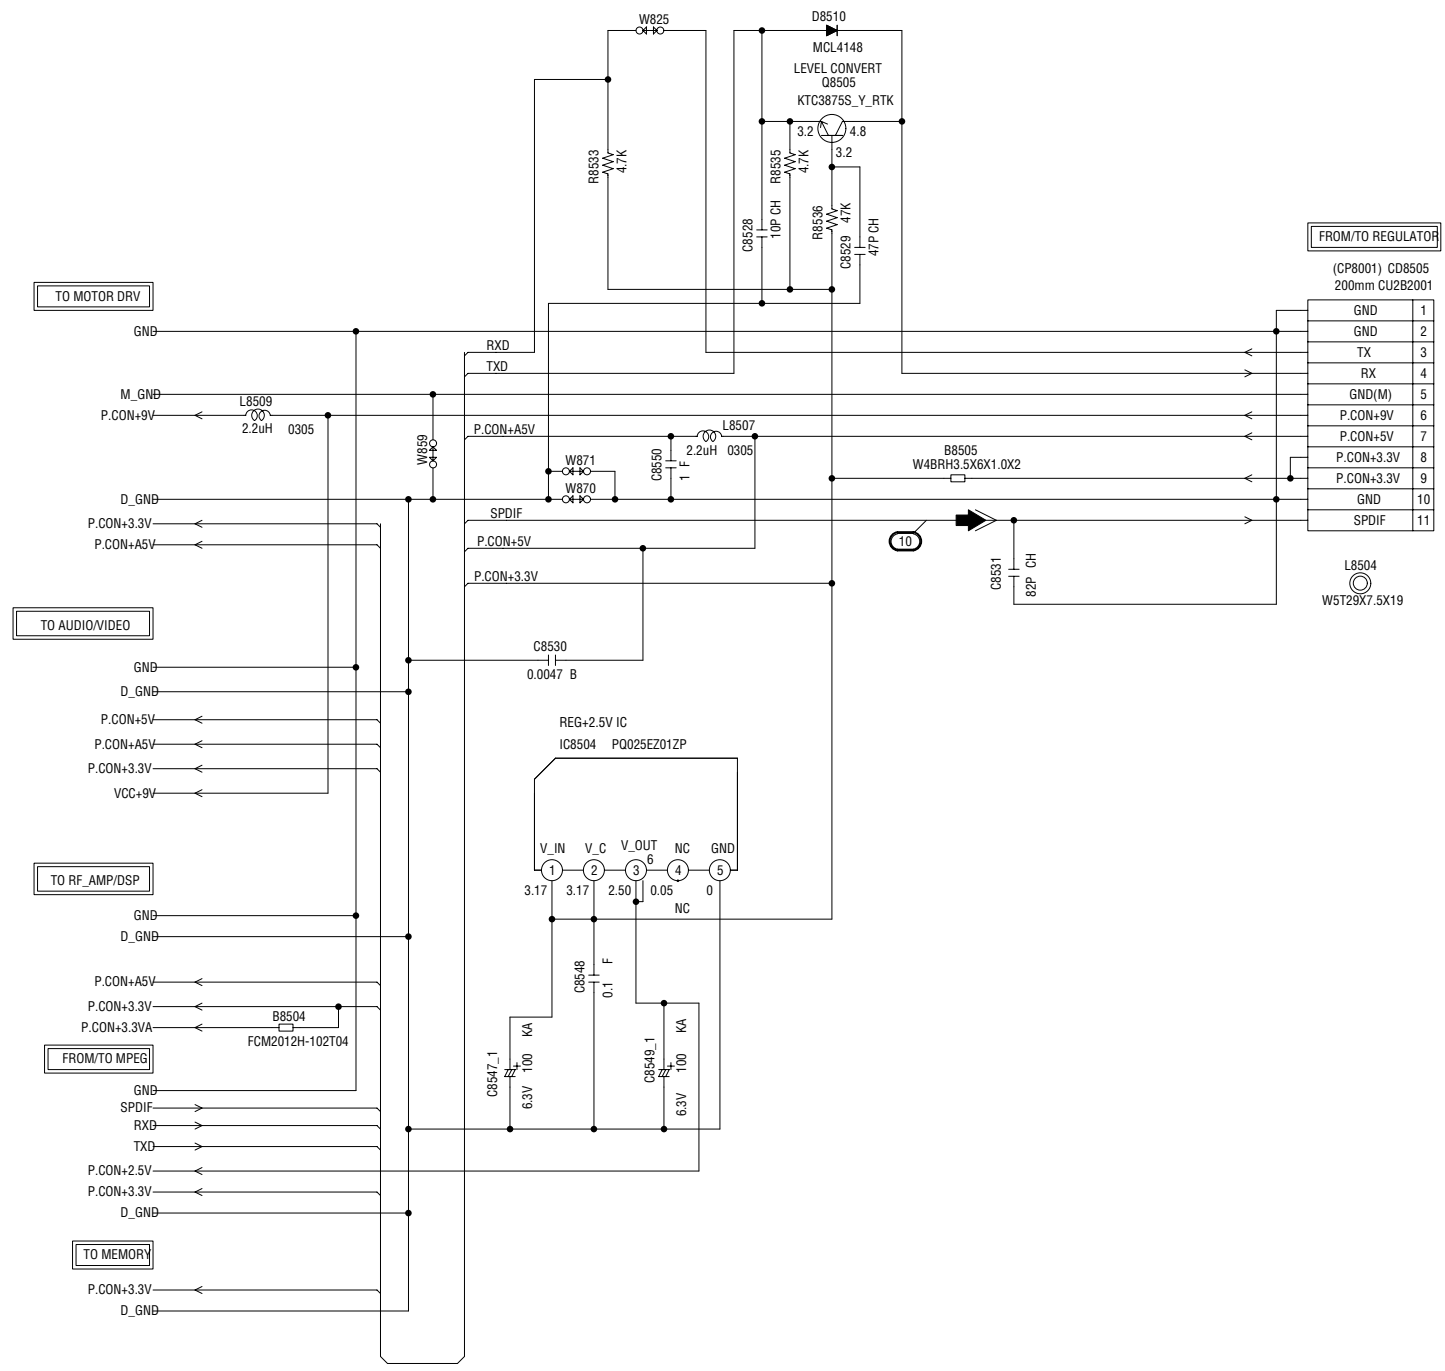 W825
D8510
MCL4148
LEVEL CONVERT
Q8505
KTC3875S_Y_RTK
3.2
4.8
3.2
R8533
4.7K
R8535
4.7K
R8536
47K
C8528
10P CH
C8529
47P CH
FROM/TO REGULATOR
(CP8001) CD8505
200mm CU2B2001
GND 1
GND 2
TX 3
RX 4
GND(M) 5
P.CON+9V 6
P.CON+5V 7
P.CON+3.3V 8
P.CON+3.3V 9
GND 10
SPDIF 11
L8504
W5T29X7.5X19
TO MOTOR DRV
GND
M_GND
P.CON+9V
L8509
2.2uH 0305
W859
D_GND
P.CON+3.3V
P.CON+A5V
RXD
TXD
P.CON+A5V
L8507
2.2uH 0305
C8550
1 F
W871
W870
B8505
W4BRH3.5X6X1.0X2
SPDIF
10
P.CON+5V
P.CON+3.3V
C8531
82P CH
C8530
0.0047 B
TO AUDIO/VIDEO
GND
D_GND
P.CON+5V
P.CON+A5V
P.CON+3.3V
VCC+9V
REG+2.5V IC
IC8504 PQ025EZ01ZP
V_IN V_C V_OUT NC GND
6
1 2 3 4 5
3.17 3.17 2.50 0.05 0
NC
C8548
0.1 F
C8547_1
100 KA
6.3V
C8549_1
100 KA
6.3V
TO RF_AMP/DSP
GND
D_GND
P.CON+A5V
P.CON+3.3V
P.CON+3.3VA
B8504
FCM2012H-102T04
FROM/TO MPEG
GND
SPDIF
RXD
TXD
P.CON+2.5V
P.CON+3.3V
D_GND
TO MEMORY
P.CON+3.3V
D_GND